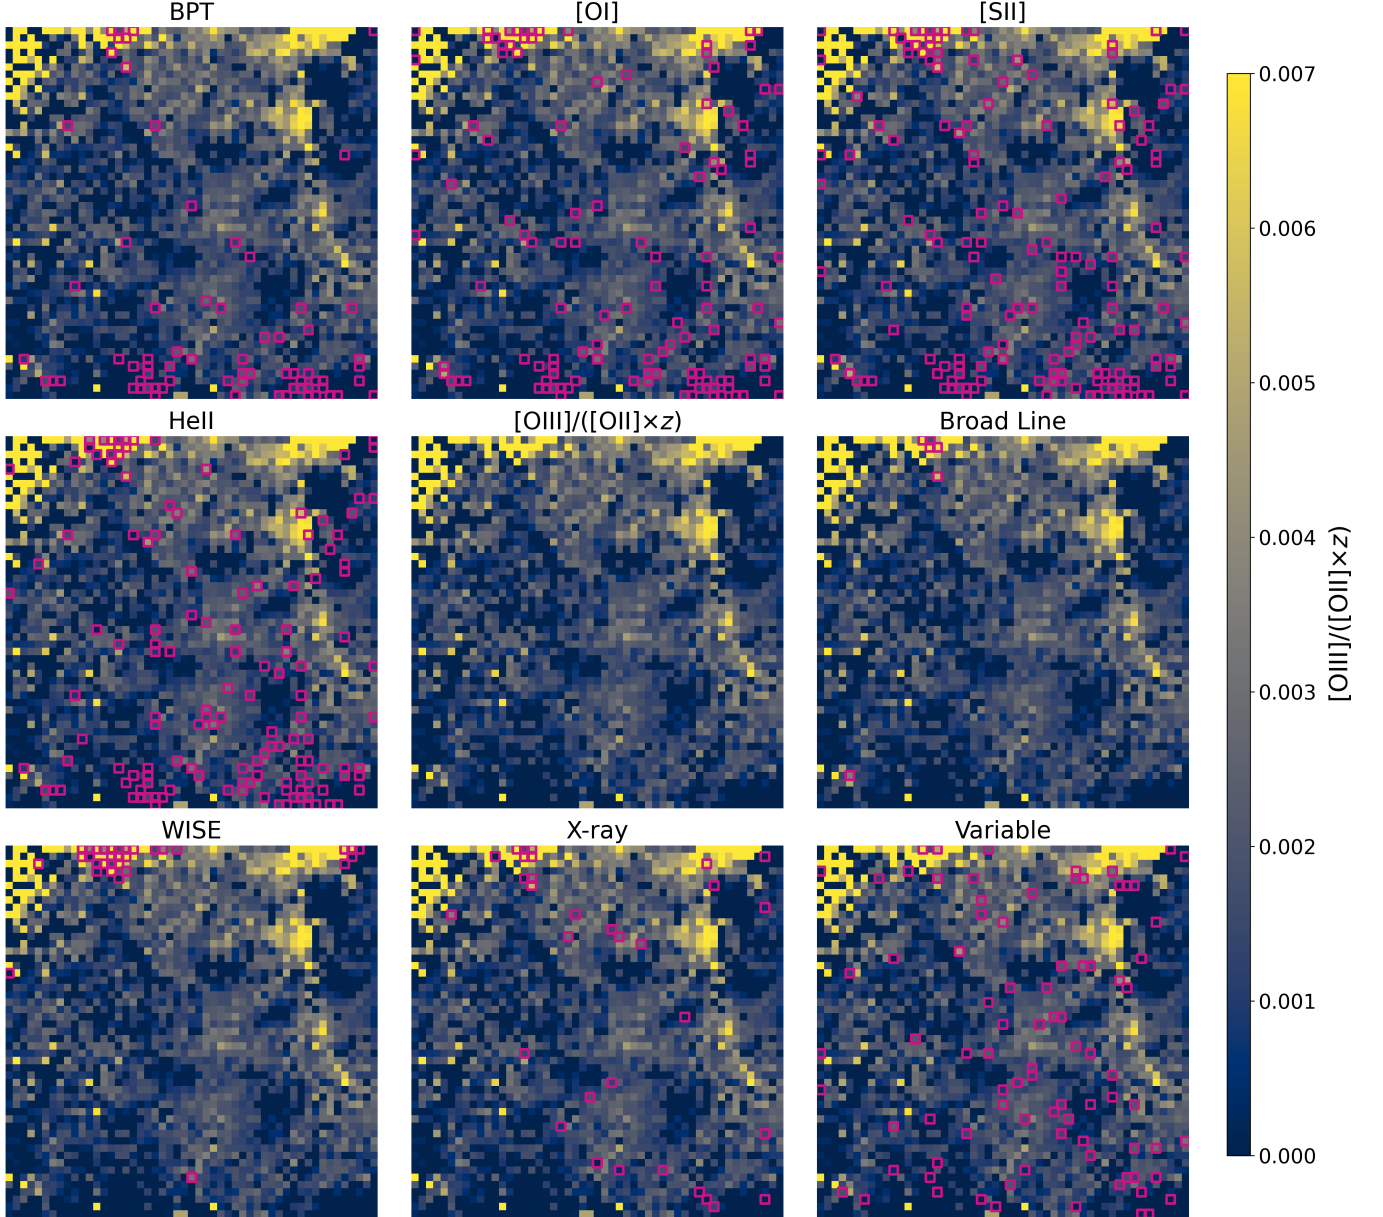 BPT
[OI]
[SII]
HeII
[OIII]/([OII]×z)
Broad Line
WISE
X-ray
Variable
0.007
0.006
0.005
0.004
0.003
0.002
0.001
0.000
[OIII]/([OII]×z)